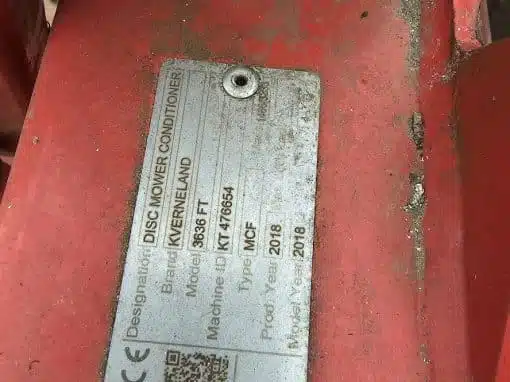 Designation DISC MOWER CONDITIONER
Brand KVERNELAND
Model 3636 FT
Machine ID KT 476654
Type MCF
Prod. Year 2018
Model Year 2018
CE